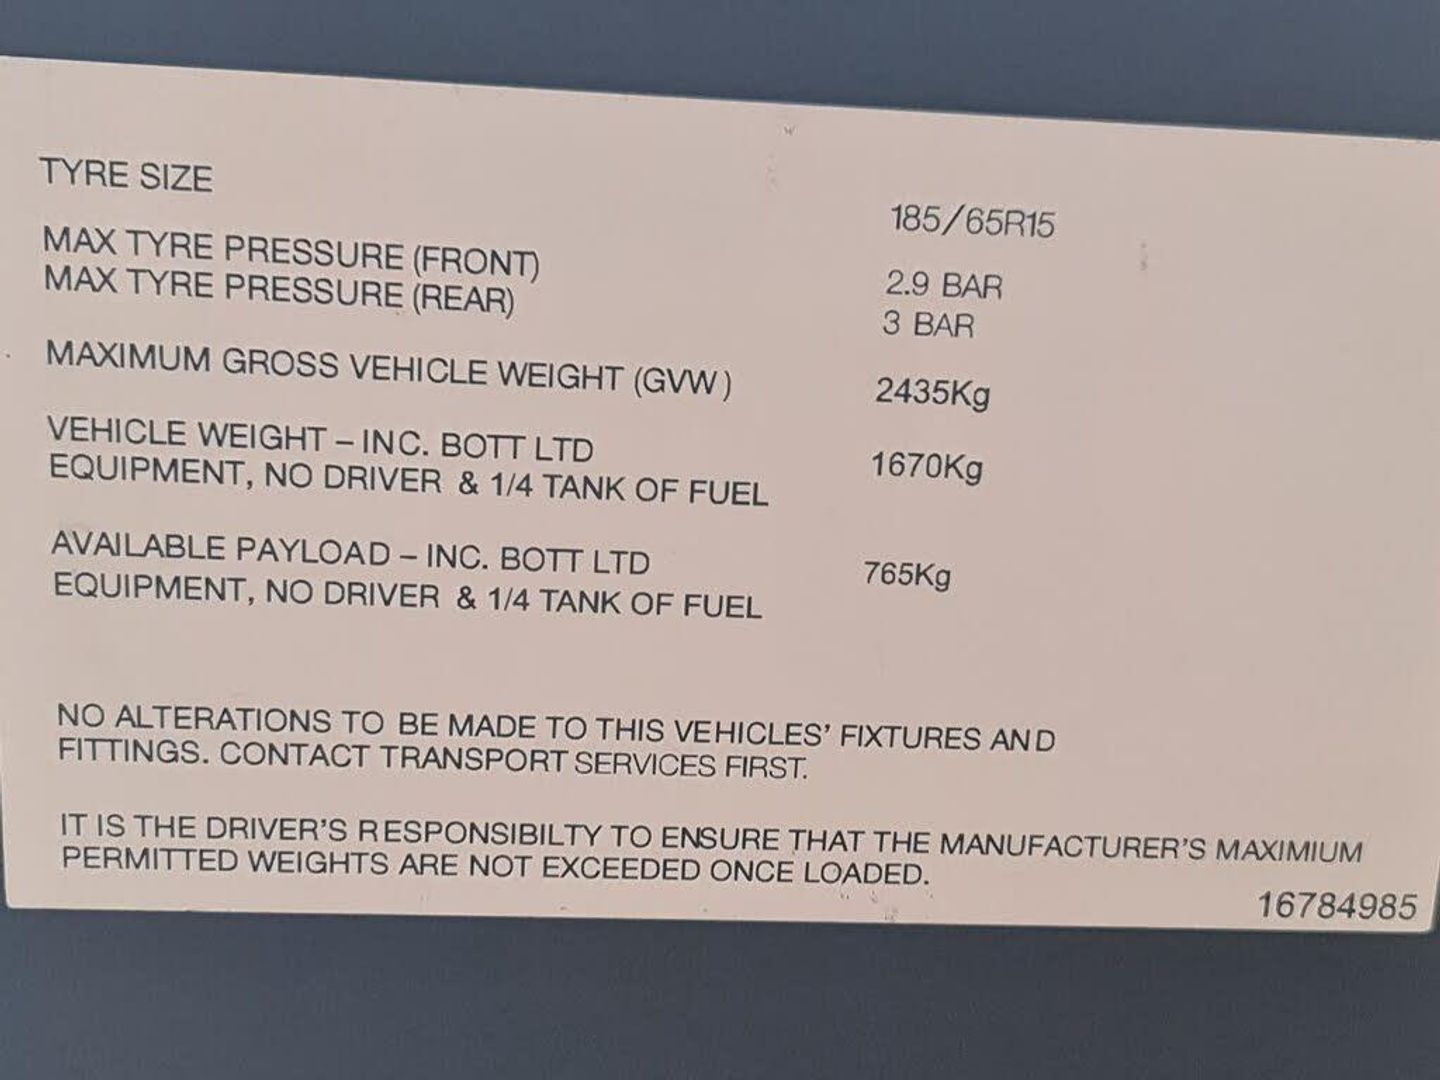 TYRE SIZE 185/65R15
MAX TYRE PRESSURE (FRONT) 2.9 BAR
MAX TYRE PRESSURE (REAR) 3 BAR
MAXIMUM GROSS VEHICLE WEIGHT (GVW) 2435Kg
VEHICLE WEIGHT – INC. BOTT LTD 1670Kg
EQUIPMENT, NO DRIVER & 1/4 TANK OF FUEL
AVAILABLE PAYLOAD – INC. BOTT LTD 765Kg
EQUIPMENT, NO DRIVER & 1/4 TANK OF FUEL
NO ALTERATIONS TO BE MADE TO THIS VEHICLES' FIXTURES AND
FITTINGS. CONTACT TRANSPORT SERVICES FIRST.
IT IS THE DRIVER'S RESPONSIBILTY TO ENSURE THAT THE MANUFACTURER'S MAXIMIUM
PERMITTED WEIGHTS ARE NOT EXCEEDED ONCE LOADED.
16784985